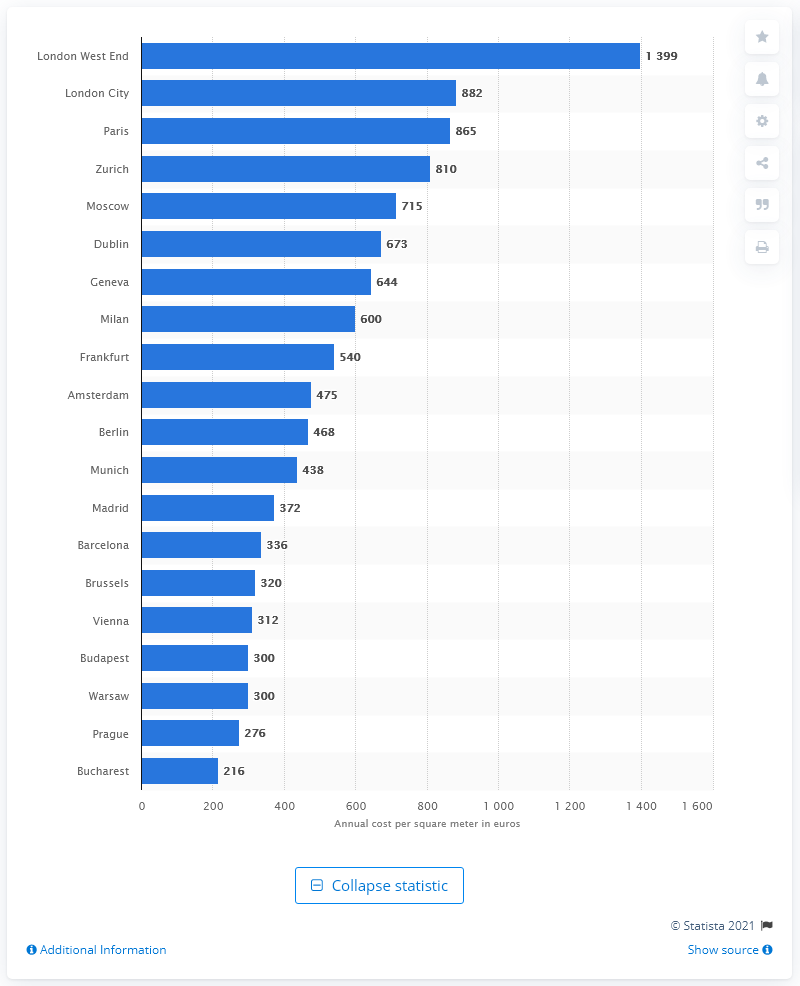 London West End 1 399
London City 882
Paris 865
Zurich 810
Moscow 715
Dublin 673
Geneva 644
Milan 600
Frankfurt 540
Amsterdam 475
Berlin 468
Munich 438
Madrid 372
Barcelona 336
Brussels 320
Vienna 312
Budapest 300
Warsaw 300
Prague 276
Bucharest 216
0 200 400 600 800 1 000 1 200 1 400 1 600
Annual cost per square meter in euros
Collapse statistic
© Statista 2021
Additional Information Show source